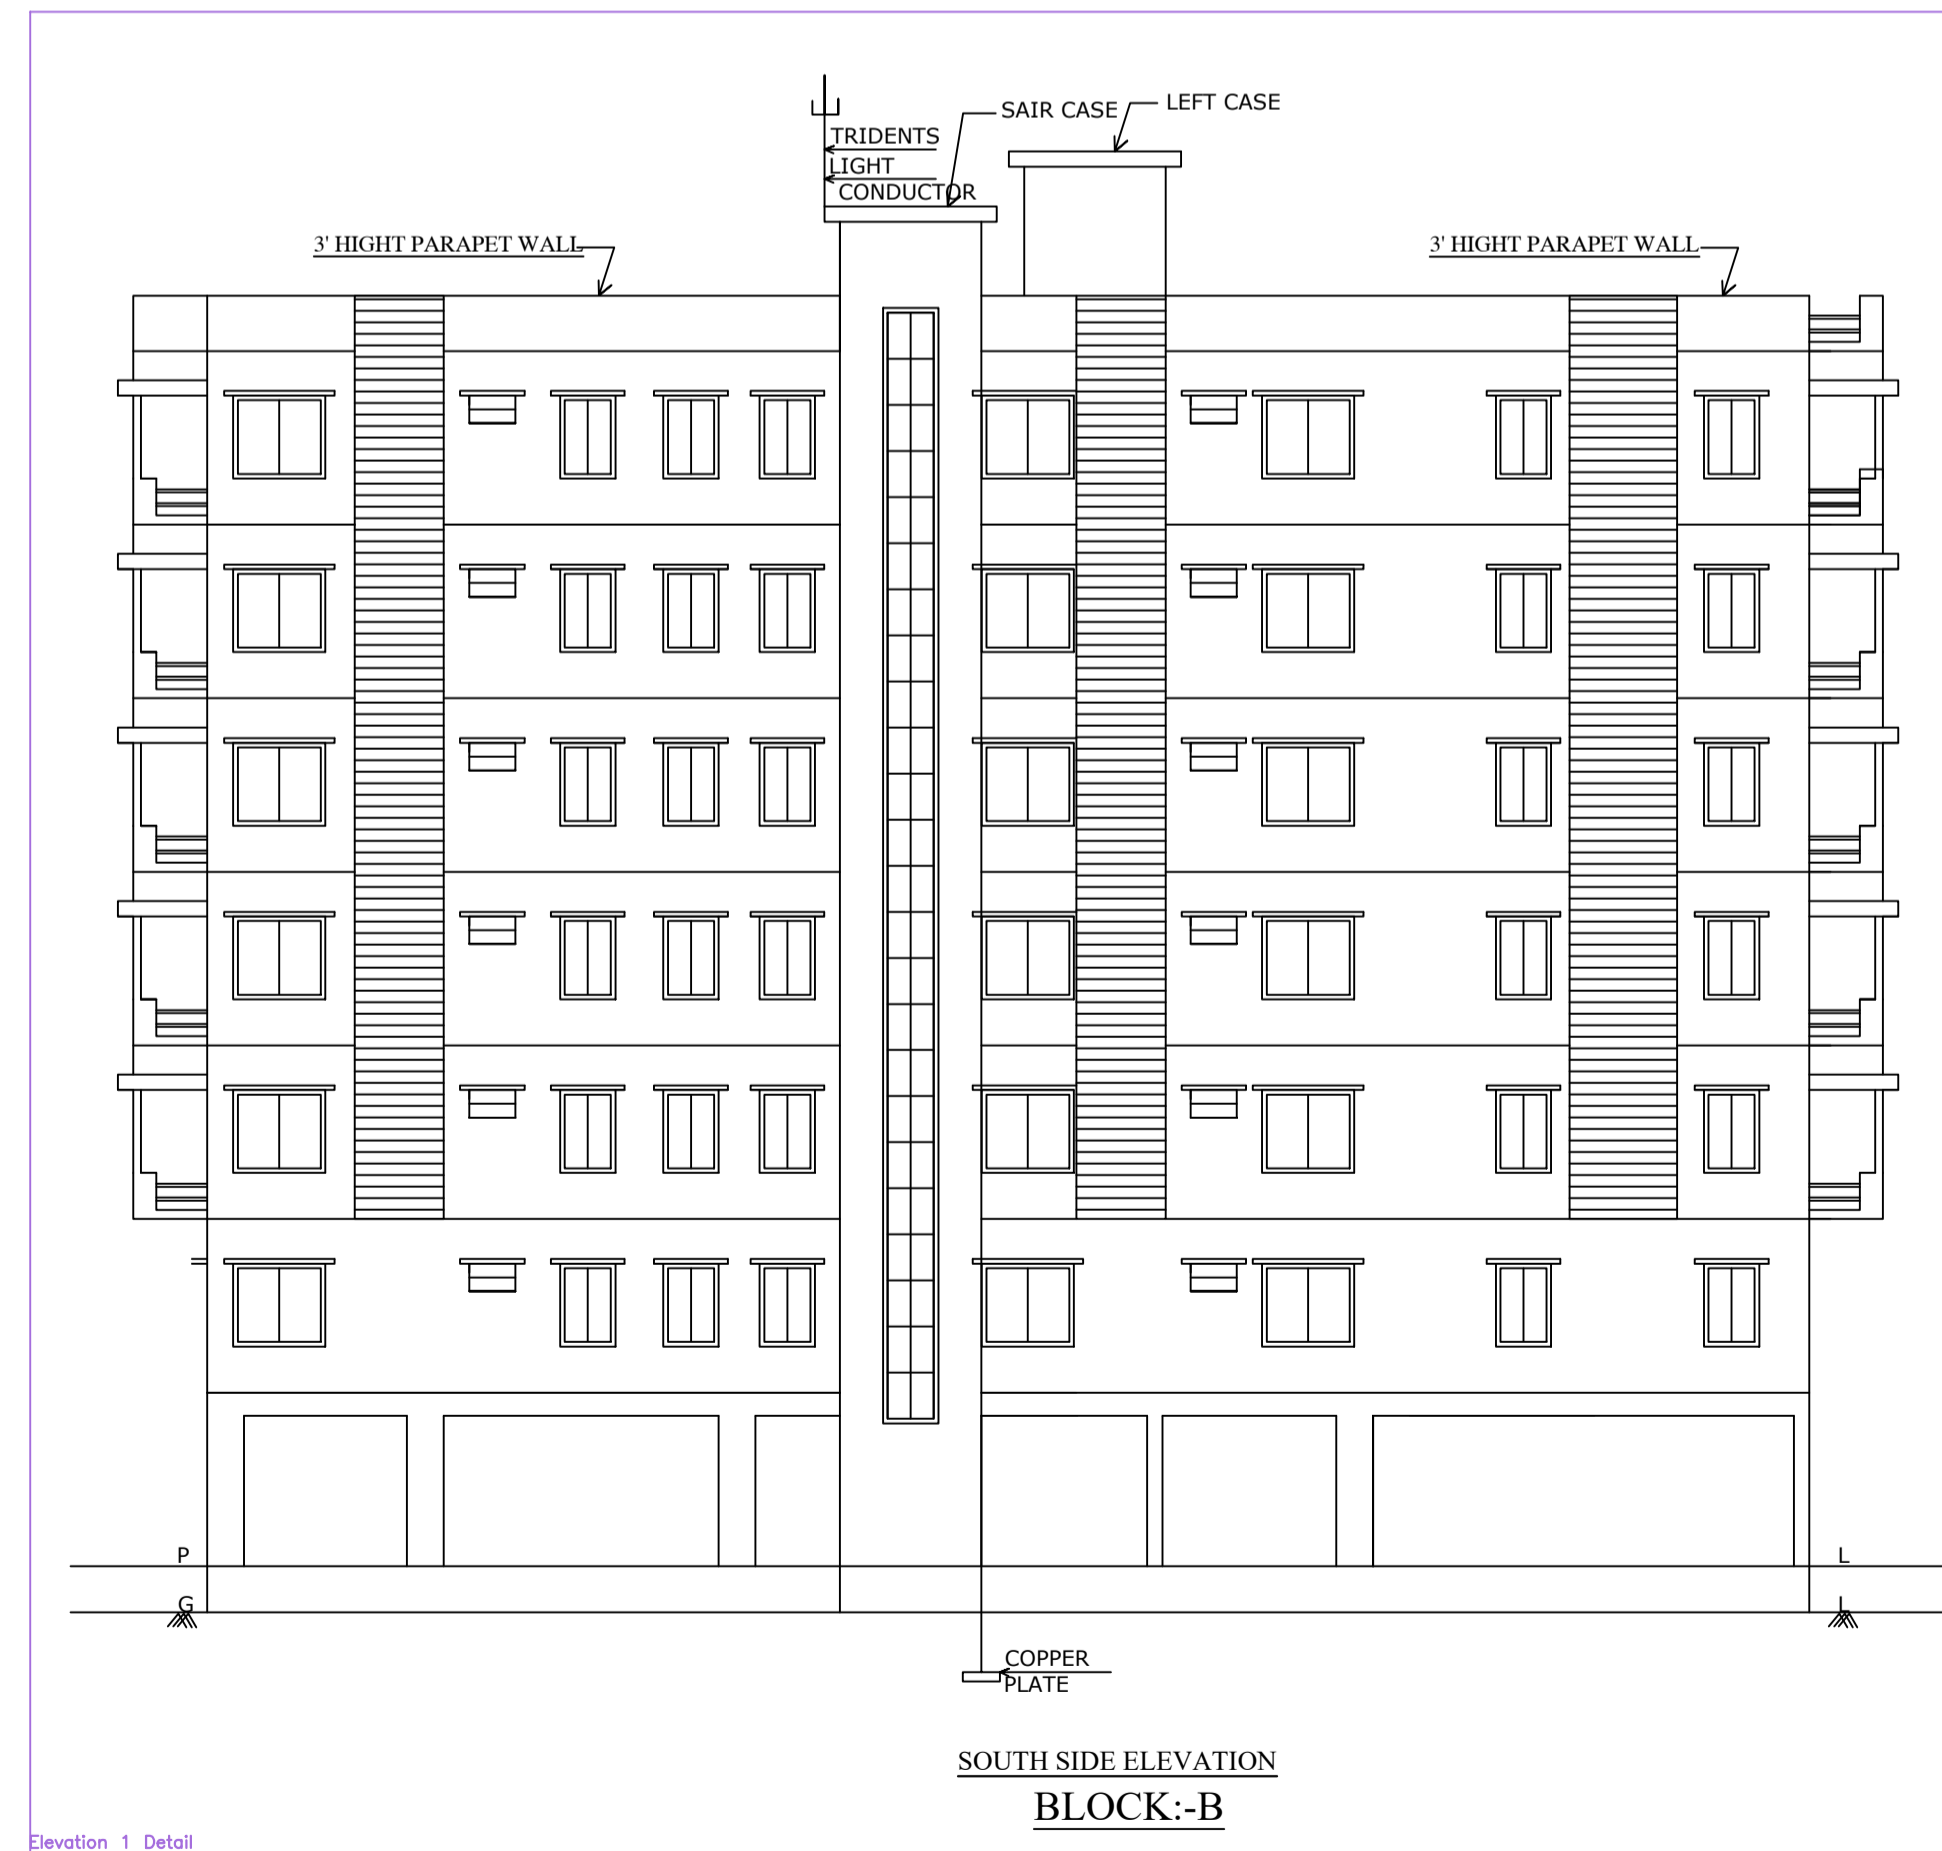 LEFT CASE
SAIR CASE
TRIDENTS
LIGHT
CONDUCTOR
3' HIGHT PARAPET WALL
3' HIGHT PARAPET WALL
P
L
G
L
COPPER
PLATE
SOUTH SIDE ELEVATION
BLOCK:-B
Elevation 1 Detail